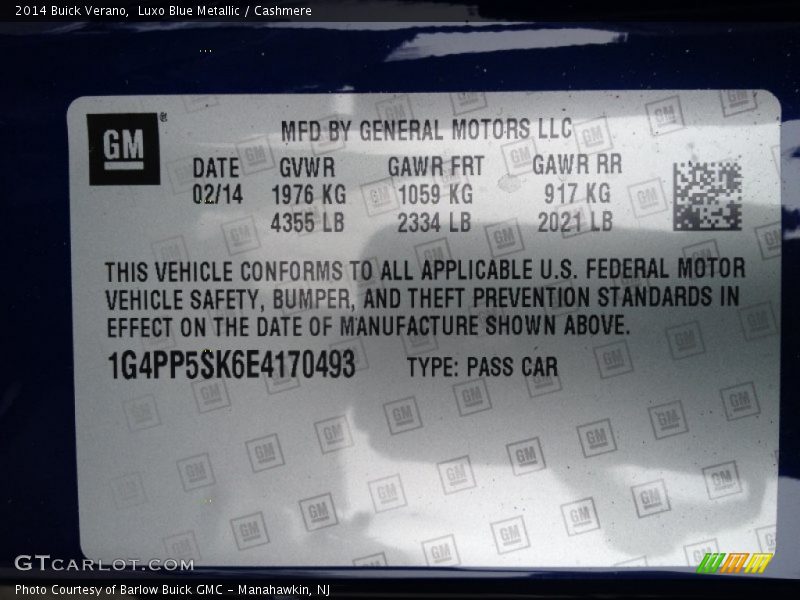 2014 Buick Verano, Luxo Blue Metallic / Cashmere
GM
®
MFD BY GENERAL MOTORS LLC
DATE GVWR GAWR FRT GAWR RR
02/14 1976 KG 1059 KG 917 KG
4355 LB 2334 LB 2021 LB
THIS VEHICLE CONFORMS TO ALL APPLICABLE U.S. FEDERAL MOTOR
VEHICLE SAFETY, BUMPER, AND THEFT PREVENTION STANDARDS IN
EFFECT ON THE DATE OF MANUFACTURE SHOWN ABOVE.
1G4PP5SK6E4170493 TYPE: PASS CAR
GTCARLOT.COM
Photo Courtesy of Barlow Buick GMC - Manahawkin, NJ